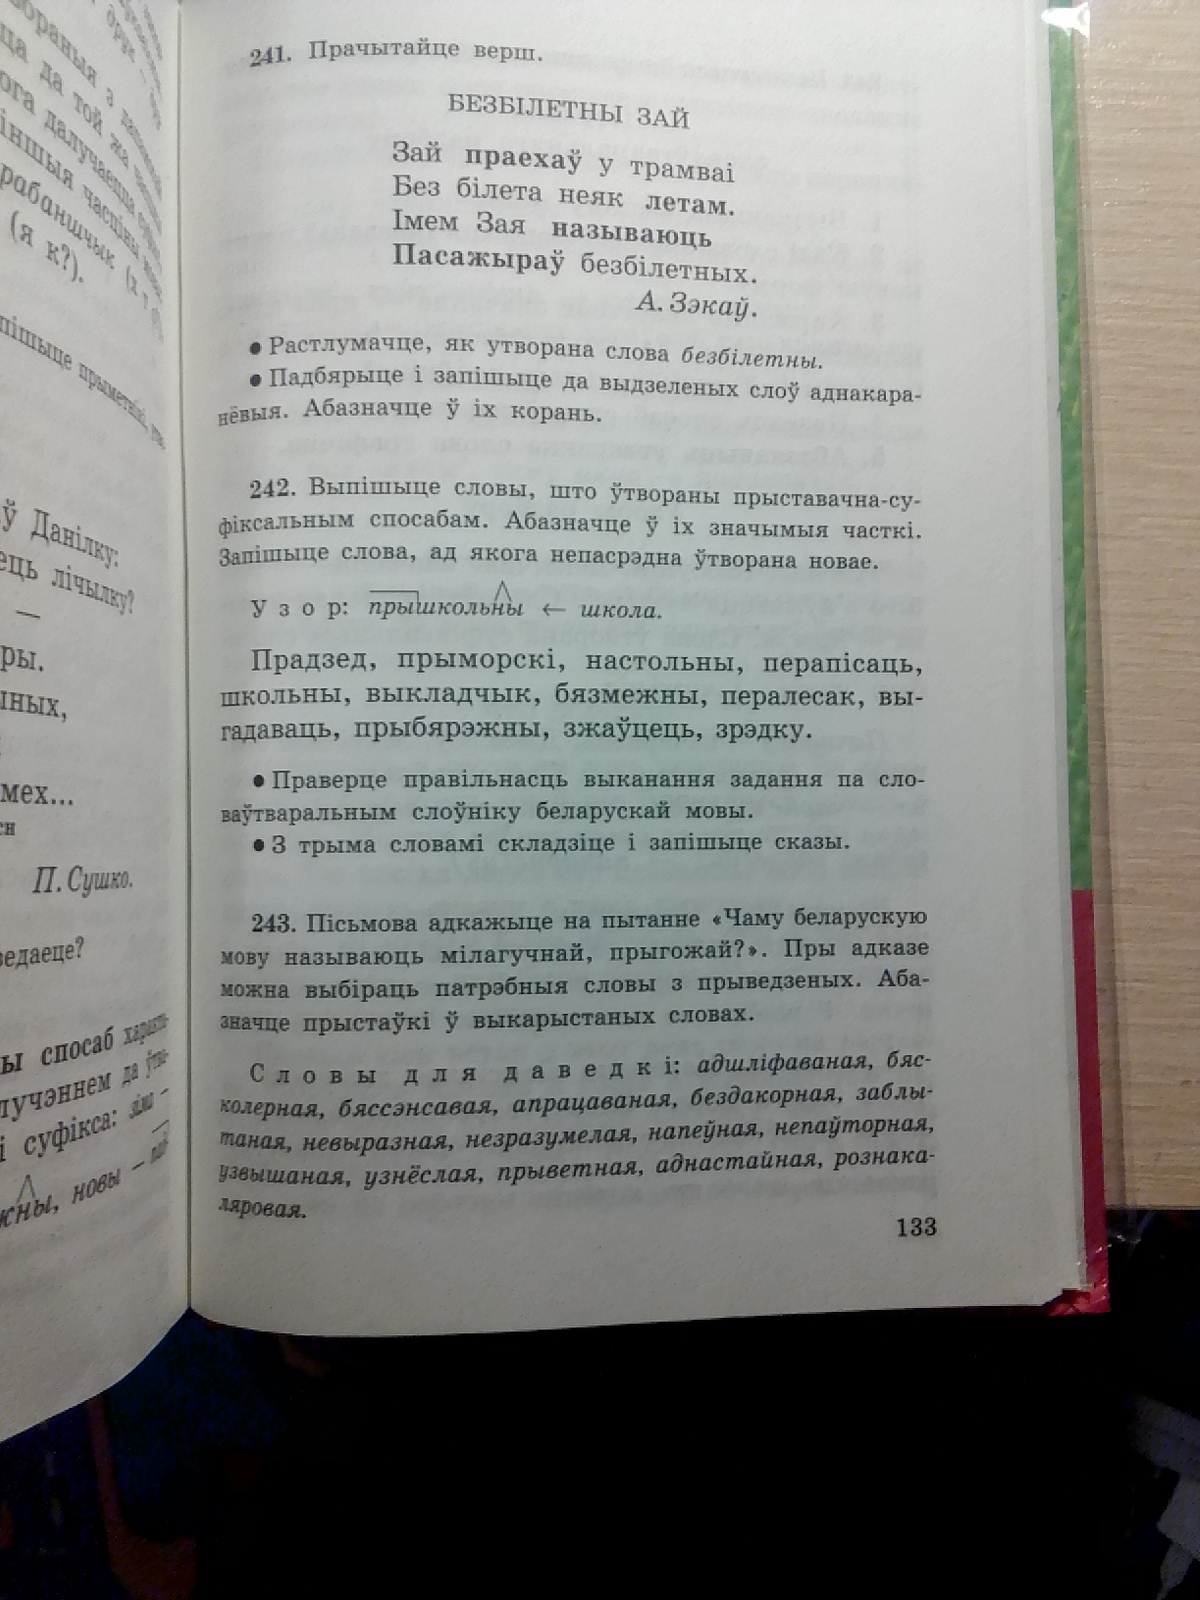 П. Сушко.
241. Прачытайце верш.
БЕЗБІЛЕТНЫ ЗАЙ
Зай праехаў у трамваі
Без білета неяк летам.
Імем Зая называюць
Пасажыраў безбілетных.
А. Зэкаў.
● Растлумачце, як утворана слова безбілетны.
● Падбярыце і запішыце да выдзеленых слоў аднакара-
нёвыя. Абазначце ў іх корань.
242. Выпішыце словы, што ўтвораны прыставачна-су-
фіксальным спосабам. Абазначце ў іх значымыя часткі.
Запішыце слова, ад якога непасрэдна ўтворана новае.
У з о р: прышкольны ← школа.
Прадзед, прыморскі, настольны, перапісаць,
школьны, выкладчык, бязмежны, пералесак, вы-
гадаваць, прыбярэжны, зжаўцець, зрэдку.
● Праверце правільнасць выканання задання па сло-
ваўтваральным слоўніку беларускай мовы.
● З трыма словамі складзіце і запішыце сказы.
243. Пісьмова адкажыце на пытанне «Чаму беларускую
мову называюць мілагучнай, прыгожай?». Пры адказе
можна выбіраць патрэбныя словы з прыведзеных. Аба-
значце прыстаўкі ў выкарыстаных словах.
С л о в ы д л я д а в е д к і: адшліфаваная, бяс-
колерная, бяссэнсавая, апрацаваная, бездакорная, заблы-
таная, невыразная, незразумелая, напеўная, непаўторная,
узвышаная, узнёслая, прыветная, аднастайная, рознака-
ляровая.
133